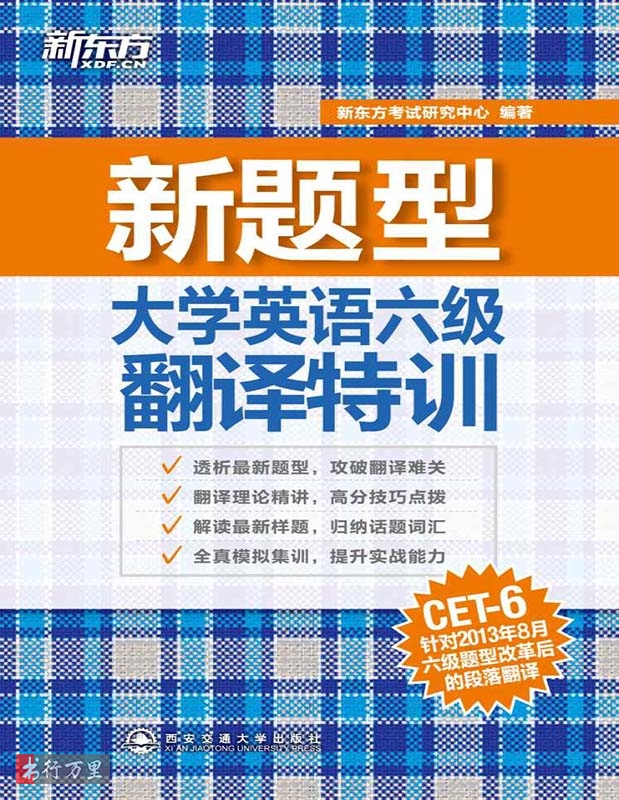 新东方
XDF.CN
新东方考试研究中心 编著
新题型
大学英语六级
翻译特训
透析最新题型，攻破翻译难关
翻译理论精讲，高分技巧点拨
解读最新样题，归纳话题词汇
全真模拟集训，提升实战能力
CET-6
针对2013年8月
六级题型改革后
的段落翻译
西安交通大学出版社
XI'AN JIAOTONG UNIVERSITY PRESS
书行万里